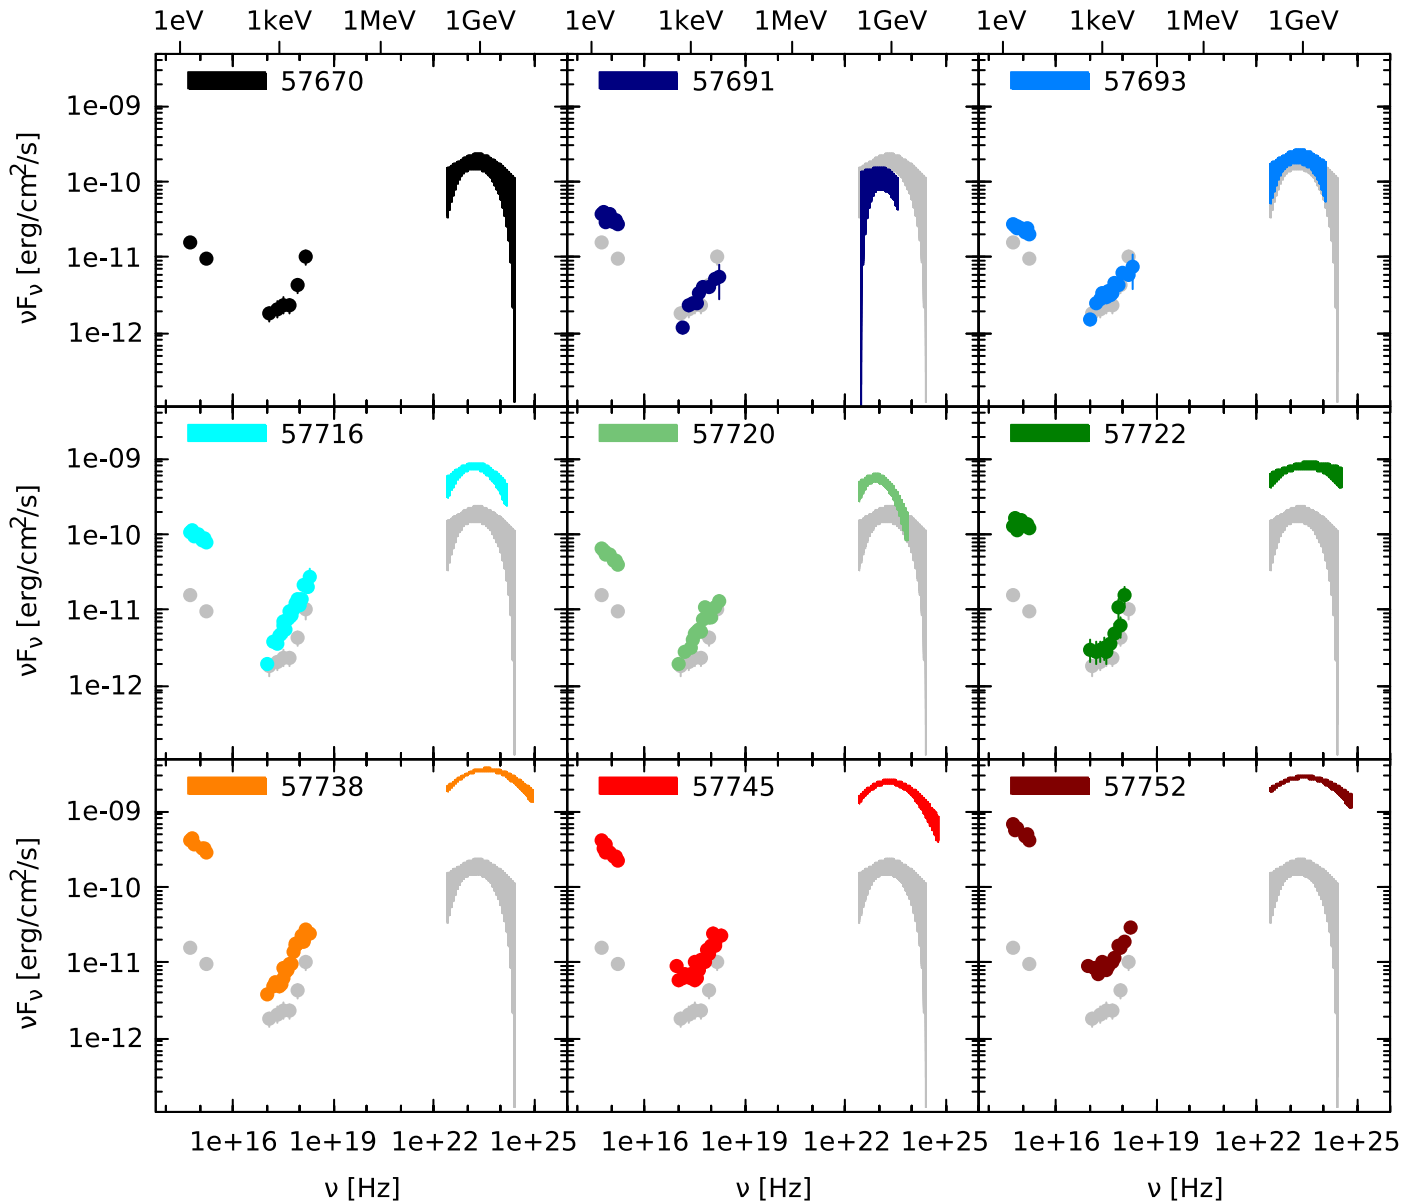 1eV 1keV 1MeV 1GeV 1eV 1keV 1MeV 1GeV 1eV 1keV 1MeV 1GeV
57670 57691 57693
1e-09
1e-10
1e-11
1e-12
νFν [erg/cm²/s]
57716 57720 57722
1e-09
1e-10
1e-11
1e-12
νFν [erg/cm²/s]
57738 57745 57752
1e-09
1e-10
1e-11
1e-12
νFν [erg/cm²/s]
1e+16 1e+19 1e+22 1e+25 1e+16 1e+19 1e+22 1e+25 1e+16 1e+19 1e+22 1e+25
ν [Hz] ν [Hz] ν [Hz]